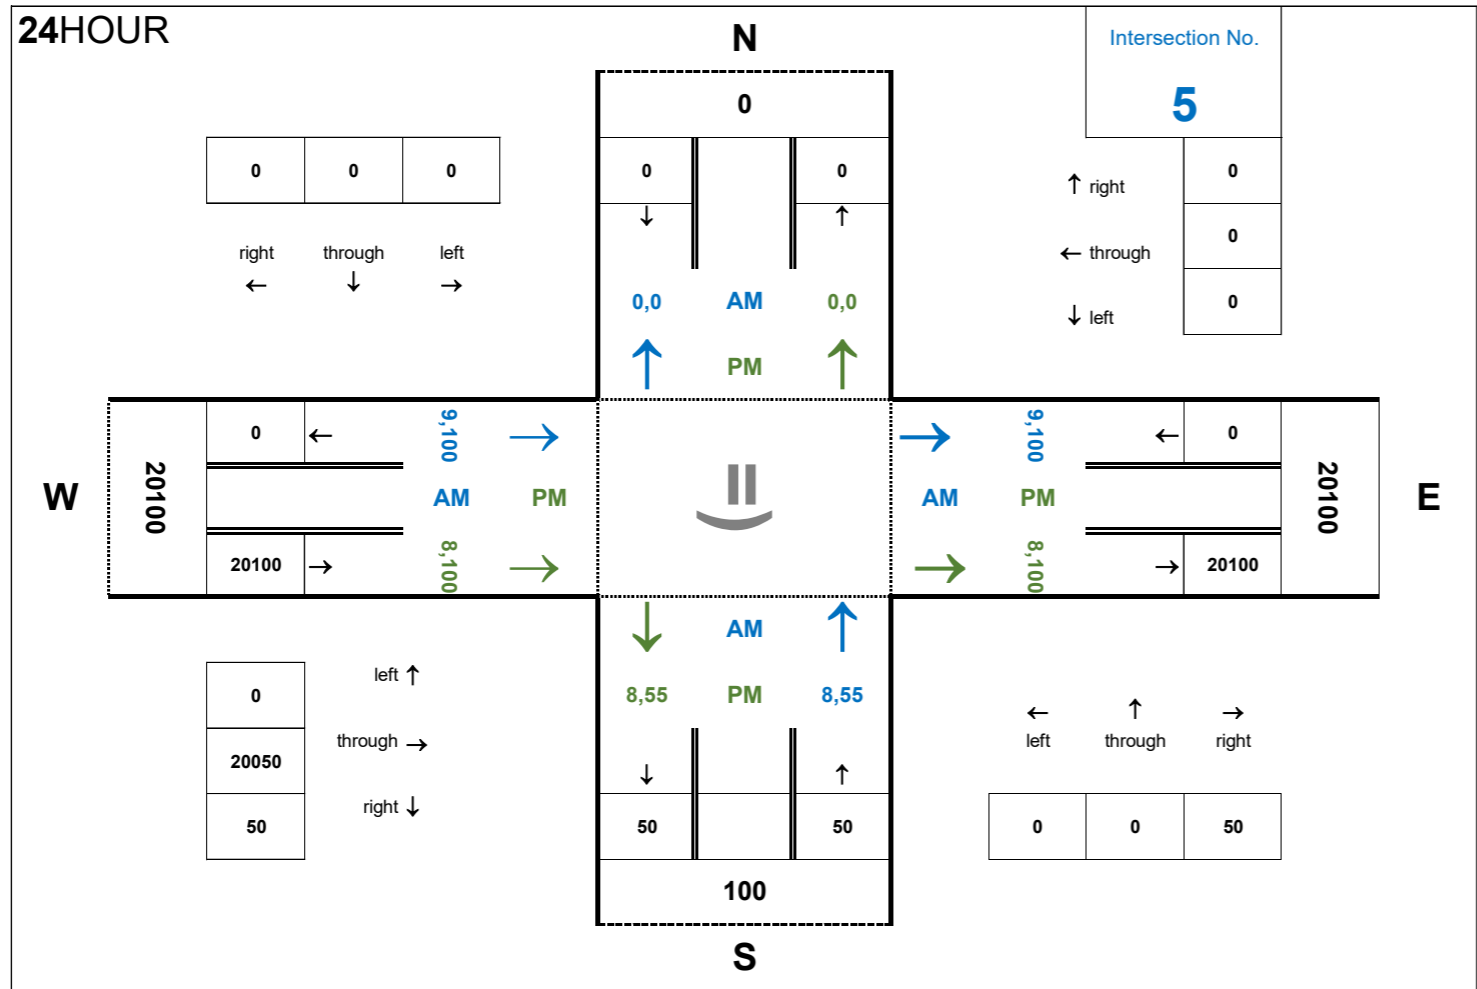 24HOUR
N
Intersection No.
5
0
0 0 0
0 0
↑ right 0
↓ ↑
← through 0
right through left
← ↓ →
↓ left 0
0,0 AM 0,0
↑ PM ↑
W
20100
0 ← 9,100 →
AM PM
20100 → 8,100 →
=)
→ 9,100 ← 0
AM PM
→ 8,100 → 20100
20100
E
↓ AM ↑
8,55 PM 8,55
0 left ↑
20050 through →
50 right ↓
← ↑ →
left through right
↓ ↑
50 50
0 0 50
100
S